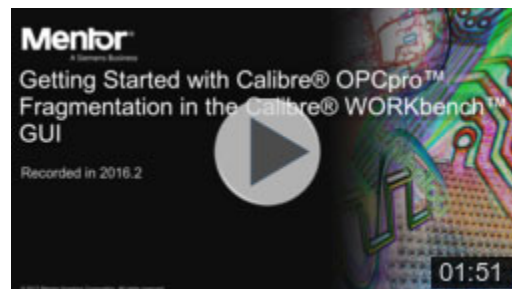 Mentor®
A Siemens Business
Getting Started with Calibre® OPCpro™
Fragmentation in the Calibre® WORKbench™
GUI
Recorded in 2016.2
01:51